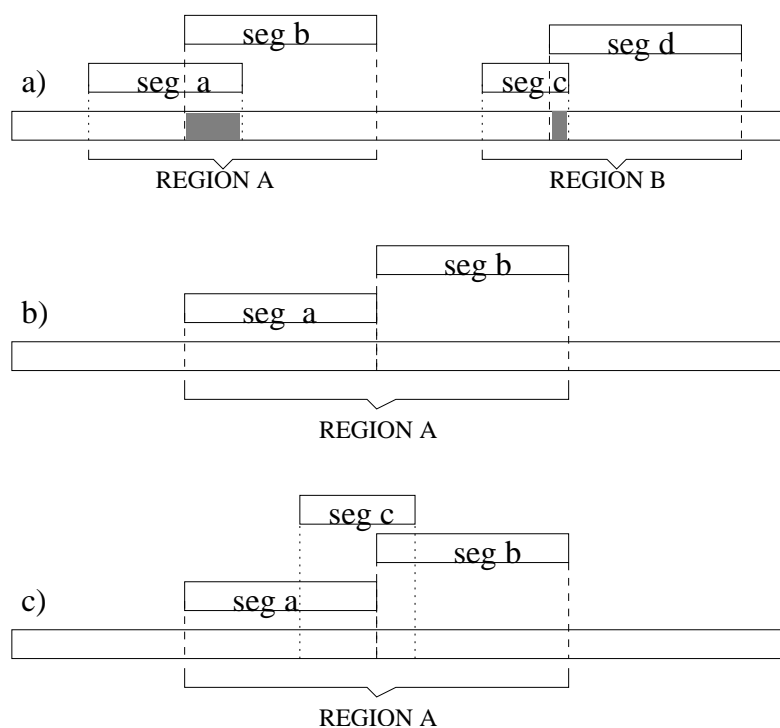 seg b
seg d
a)
seg a
seg c
REGION A
REGION B
seg b
b)
seg a
REGION A
seg c
seg b
c)
seg a
REGION A